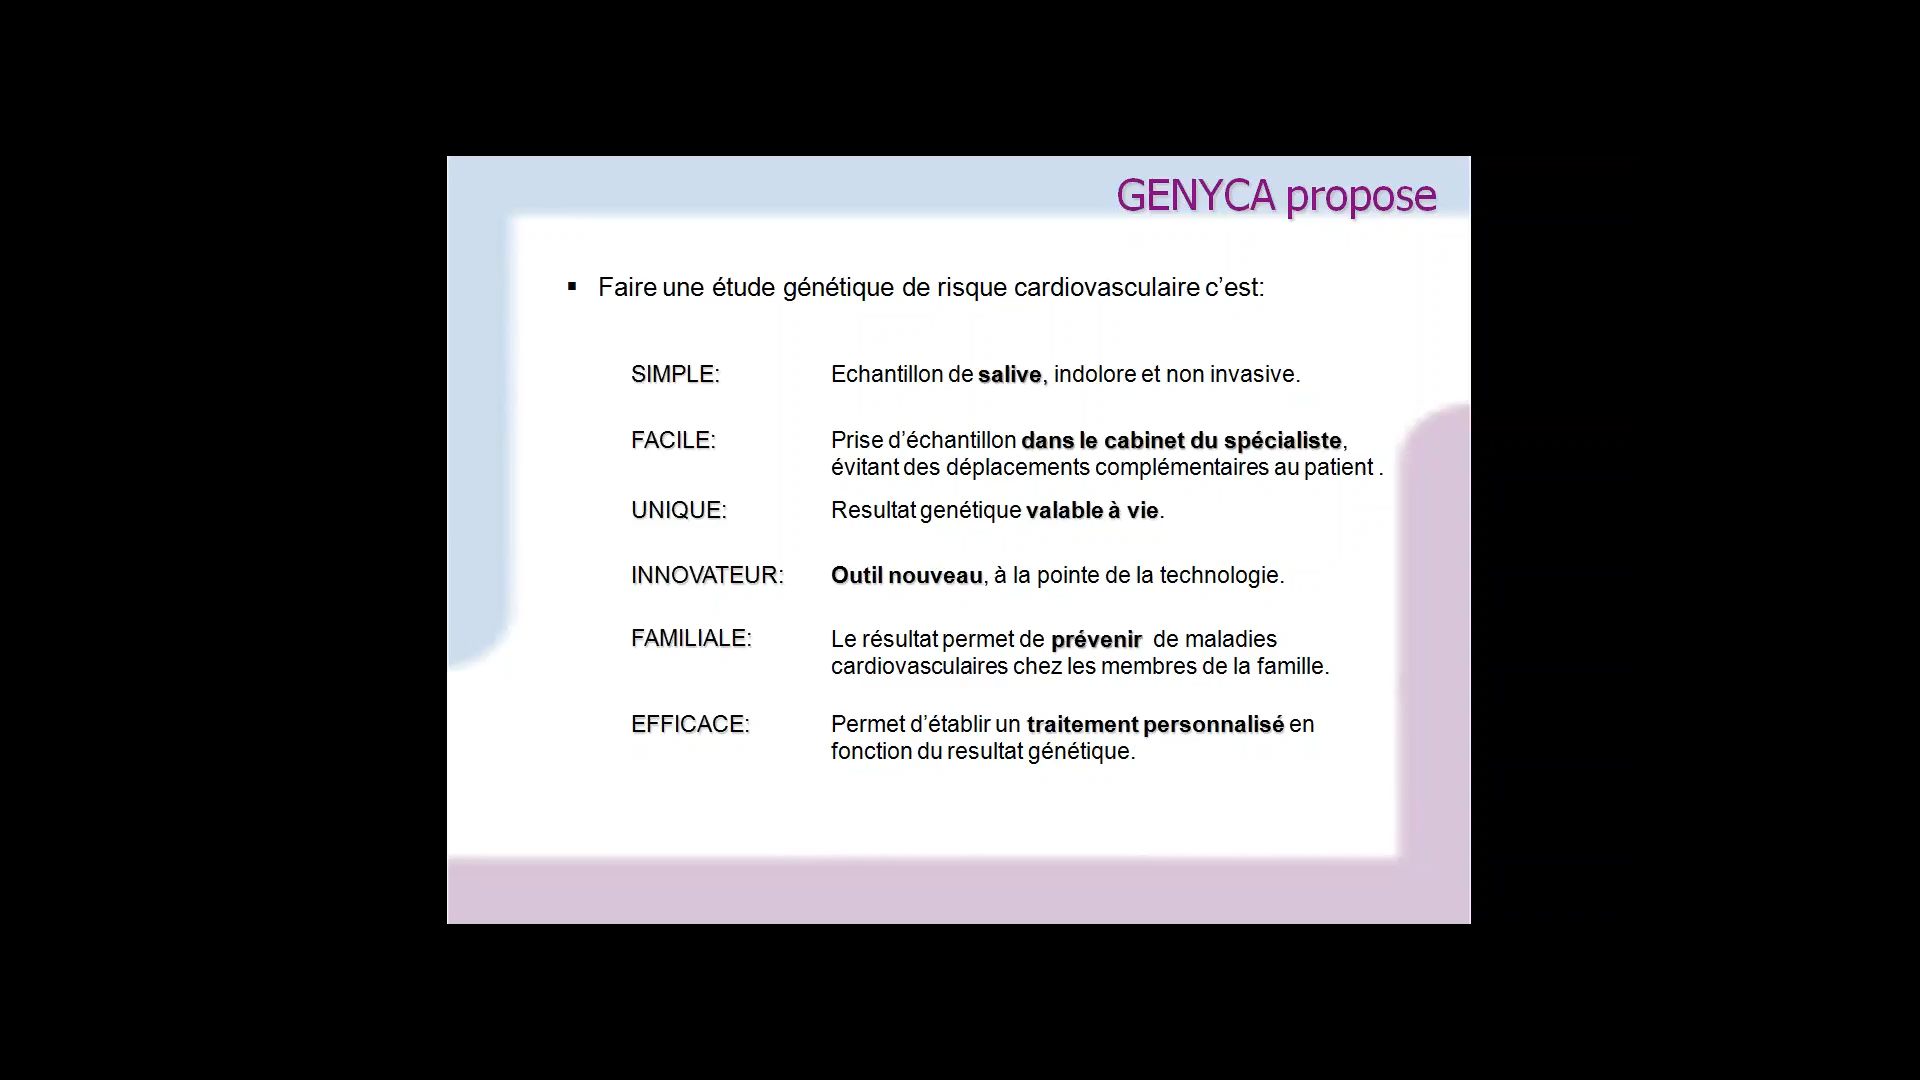 GENYCA propose
▪ Faire une étude génétique de risque cardiovasculaire c’est:
SIMPLE: Echantillon de salive, indolore et non invasive.
FACILE: Prise d’échantillon dans le cabinet du spécialiste,
évitant des déplacements complémentaires au patient .
UNIQUE: Resultat genétique valable à vie.
INNOVATEUR: Outil nouveau, à la pointe de la technologie.
FAMILIALE: Le résultat permet de prévenir de maladies
cardiovasculaires chez les membres de la famille.
EFFICACE: Permet d’établir un traitement personnalisé en
fonction du resultat génétique.